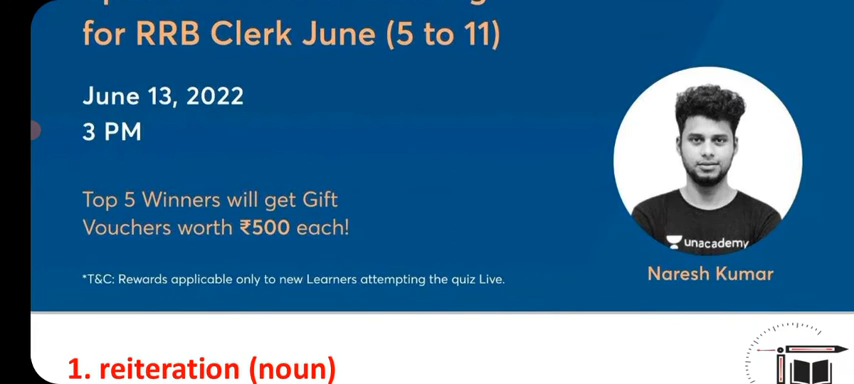 for RRB Clerk June (5 to 11)
June 13, 2022
3 PM
Top 5 Winners will get Gift
Vouchers worth ₹500 each!
*T&C: Rewards applicable only to new Learners attempting the quiz Live.
unacademy
Naresh Kumar
1. reiteration (noun)